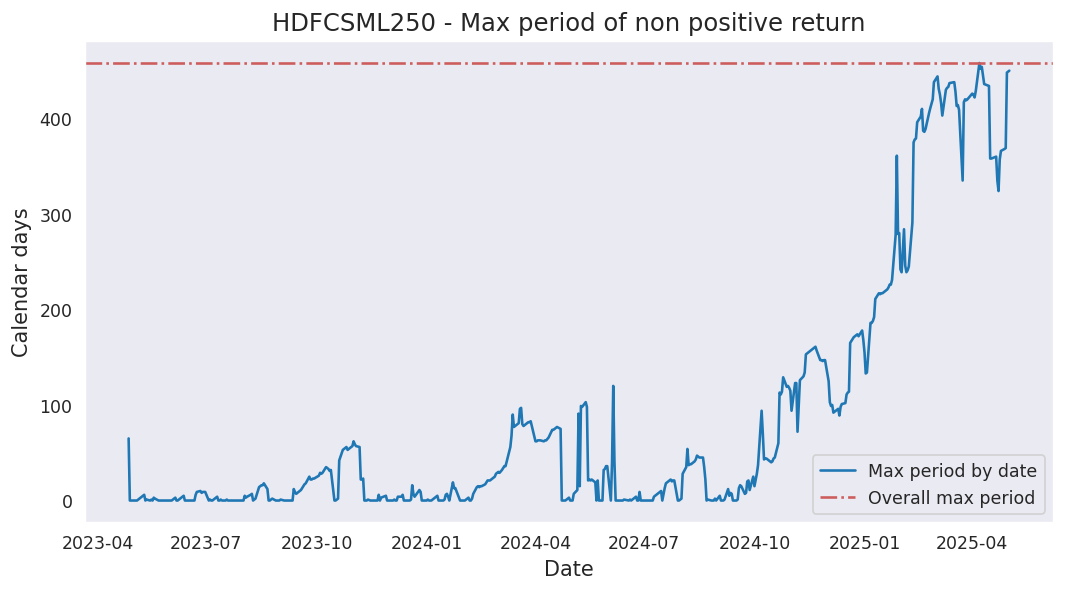 HDFCSML250 - Max period of non positive return
Calendar days
400
300
200
100
0
2023-04 2023-07 2023-10 2024-01 2024-04 2024-07 2024-10 2025-01 2025-04
Date
Max period by date
Overall max period